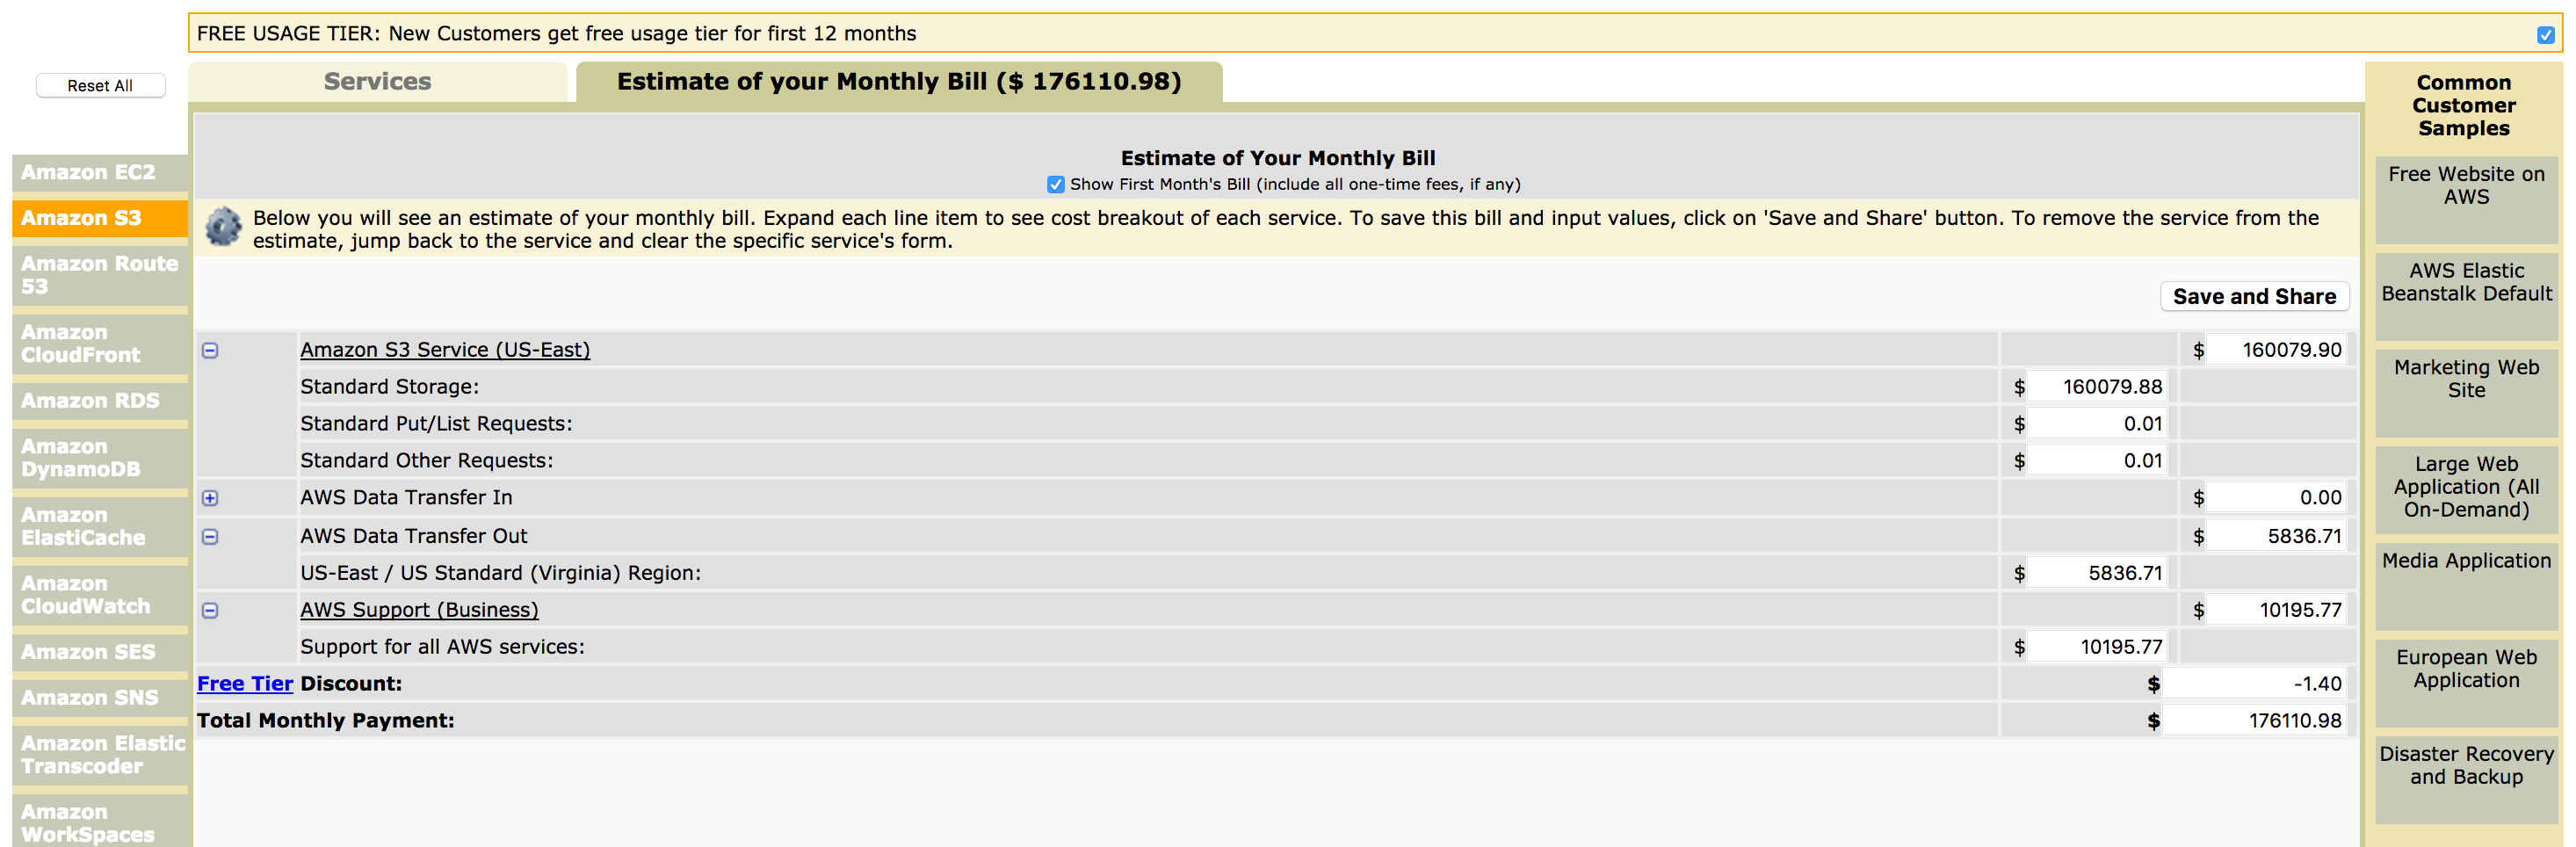 FREE USAGE TIER: New Customers get free usage tier for first 12 months
Reset All
Services
Estimate of your Monthly Bill ($ 176110.98)
Amazon EC2
Amazon S3
Amazon Route
53
Amazon
CloudFront
Amazon RDS
Amazon
DynamoDB
Amazon
ElastiCache
Amazon
CloudWatch
Amazon SES
Amazon SNS
Amazon Elastic
Transcoder
Amazon
WorkSpaces
Estimate of Your Monthly Bill
Show First Month's Bill (include all one-time fees, if any)
Below you will see an estimate of your monthly bill. Expand each line item to see cost breakout of each service. To save this bill and input values, click on 'Save and Share' button. To remove the service from the
estimate, jump back to the service and clear the specific service's form.
Save and Share
Amazon S3 Service (US-East) $ 160079.90
Standard Storage: $ 160079.88
Standard Put/List Requests: $ 0.01
Standard Other Requests: $ 0.01
AWS Data Transfer In $ 0.00
AWS Data Transfer Out $ 5836.71
US-East / US Standard (Virginia) Region: $ 5836.71
AWS Support (Business) $ 10195.77
Support for all AWS services: $ 10195.77
Free Tier Discount: $ -1.40
Total Monthly Payment: $ 176110.98
Common
Customer
Samples
Free Website on
AWS
AWS Elastic
Beanstalk Default
Marketing Web
Site
Large Web
Application (All
On-Demand)
Media Application
European Web
Application
Disaster Recovery
and Backup